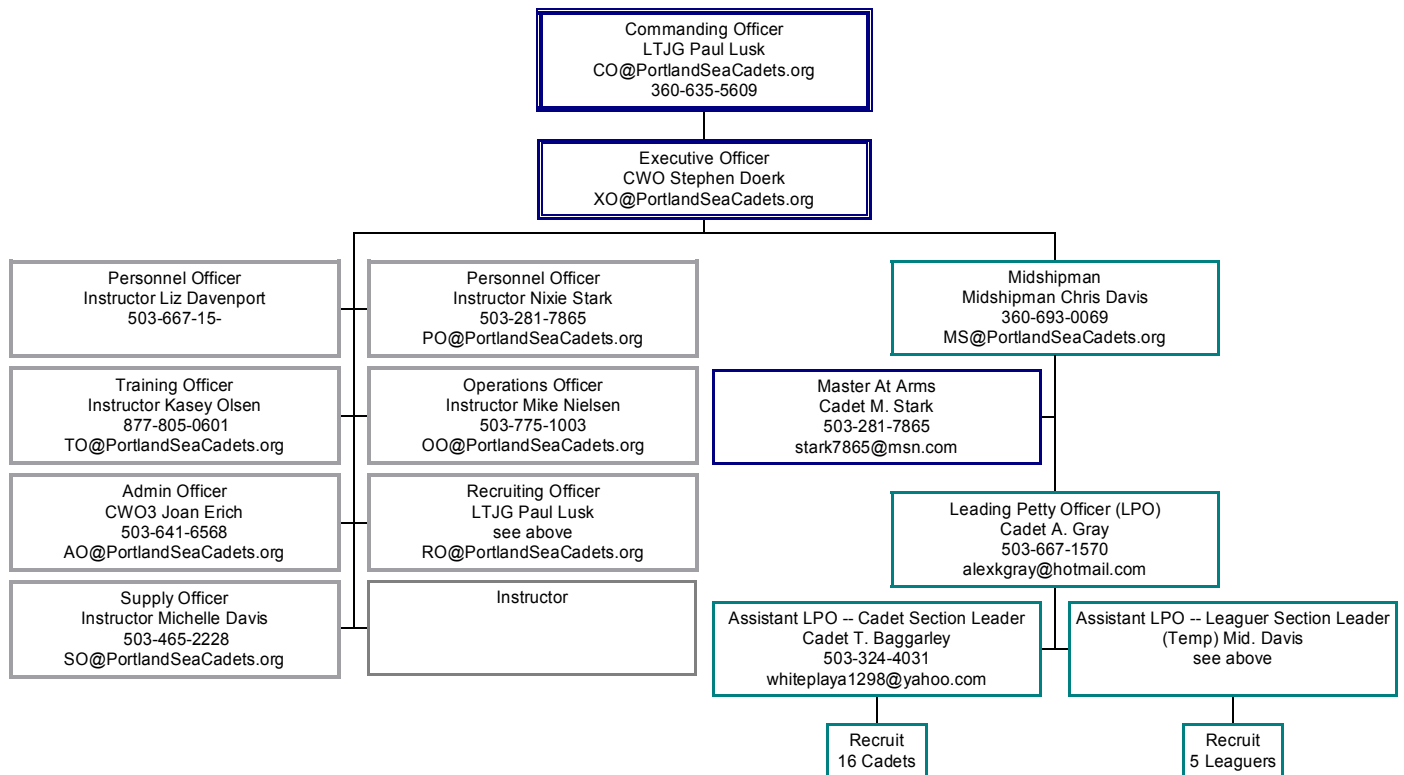 Commanding Officer
LTJG Paul Lusk
CO@PortlandSeaCadets.org
360-635-5609
Executive Officer
CWO Stephen Doerk
XO@PortlandSeaCadets.org
Personnel Officer
Instructor Liz Davenport
503-667-15-
Personnel Officer
Instructor Nixie Stark
503-281-7865
PO@PortlandSeaCadets.org
Midshipman
Midshipman Chris Davis
360-693-0069
MS@PortlandSeaCadets.org
Training Officer
Instructor Kasey Olsen
877-805-0601
TO@PortlandSeaCadets.org
Operations Officer
Instructor Mike Nielsen
503-775-1003
OO@PortlandSeaCadets.org
Master At Arms
Cadet M. Stark
503-281-7865
stark7865@msn.com
Admin Officer
CWO3 Joan Erich
503-641-6568
AO@PortlandSeaCadets.org
Recruiting Officer
LTJG Paul Lusk
see above
RO@PortlandSeaCadets.org
Leading Petty Officer (LPO)
Cadet A. Gray
503-667-1570
alexkgray@hotmail.com
Supply Officer
Instructor Michelle Davis
503-465-2228
SO@PortlandSeaCadets.org
Instructor
Assistant LPO -- Cadet Section Leader
Cadet T. Baggarley
503-324-4031
whiteplaya1298@yahoo.com
Assistant LPO -- Leaguer Section Leader
(Temp) Mid. Davis
see above
Recruit
16 Cadets
Recruit
5 Leaguers